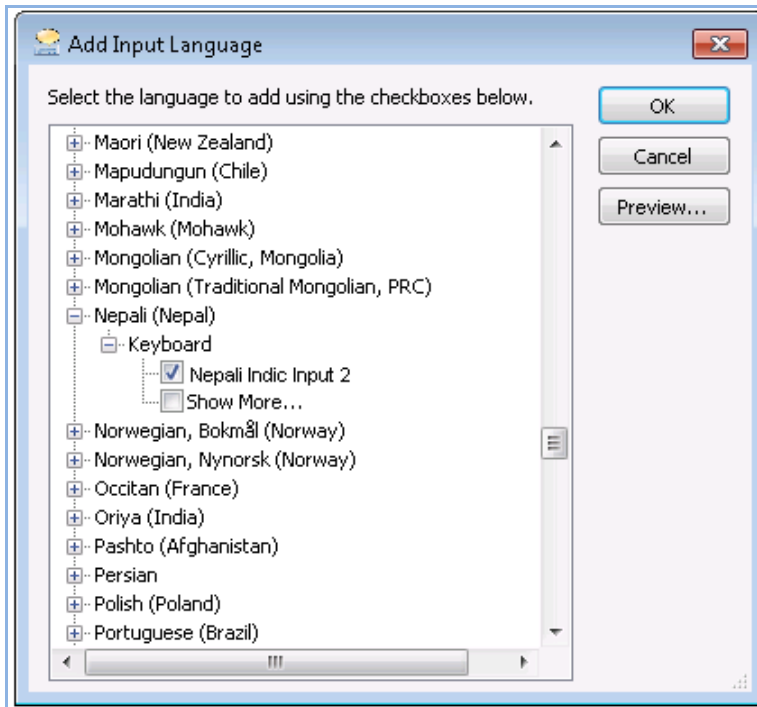 Add Input Language
Select the language to add using the checkboxes below.
OK
Cancel
Preview...
Maori (New Zealand)
Mapudungun (Chile)
Marathi (India)
Mohawk (Mohawk)
Mongolian (Cyrillic, Mongolia)
Mongolian (Traditional Mongolian, PRC)
Nepali (Nepal)
Keyboard
Nepali Indic Input 2
Show More...
Norwegian, Bokmål (Norway)
Norwegian, Nynorsk (Norway)
Occitan (France)
Oriya (India)
Pashto (Afghanistan)
Persian
Polish (Poland)
Portuguese (Brazil)